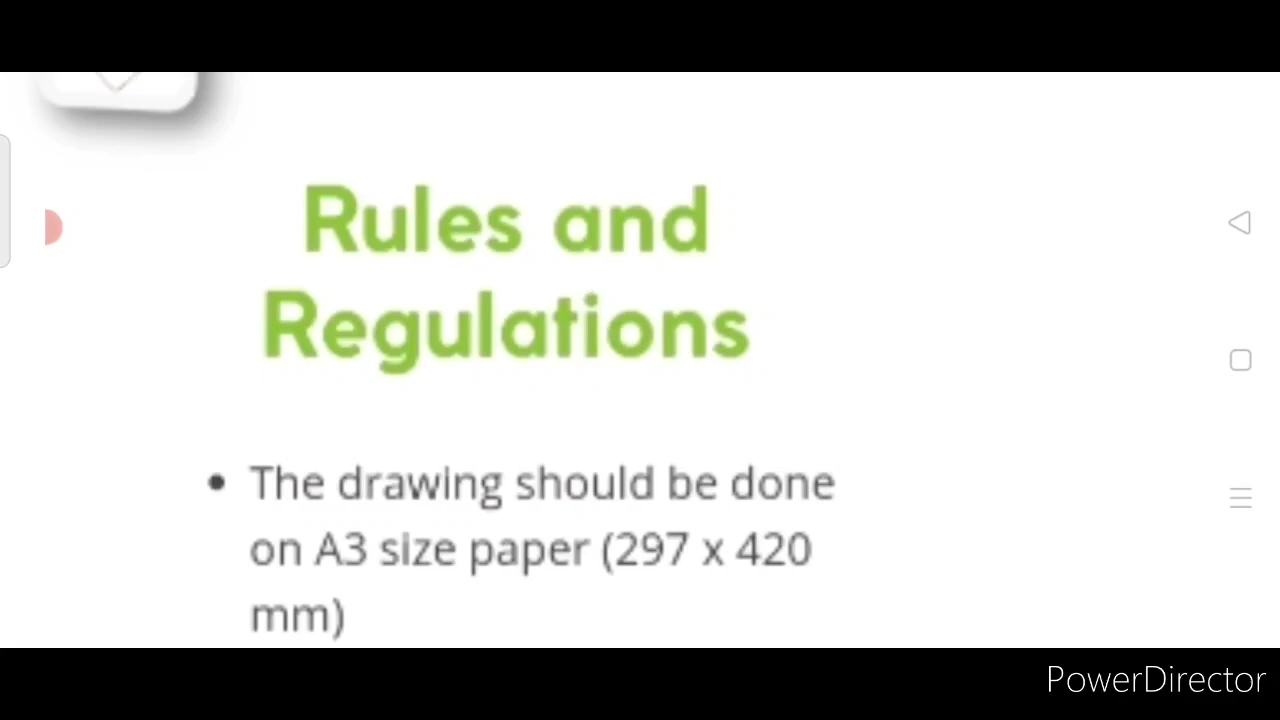 Rules and
Regulations
• The drawing should be done
on A3 size paper (297 x 420
mm)
PowerDirector